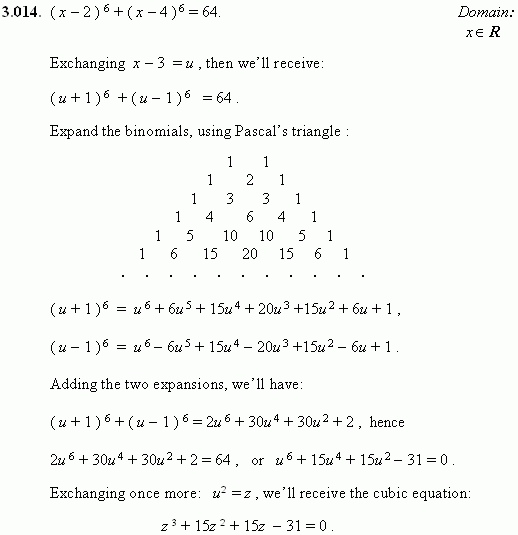 3.014. ( x – 2 ) ⁶ + ( x – 4 ) ⁶ = 64. Domain:
x ∈ R
Exchanging x – 3 = u , then we’ll receive:
( u + 1 ) ⁶ + ( u – 1 ) ⁶ = 64 .
Expand the binomials, using Pascal’s triangle :
1 1
1 2 1
1 3 3 1
1 4 6 4 1
1 5 10 10 5 1
1 6 15 20 15 6 1
. . . . . . . . . . .
( u + 1 ) ⁶ = u ⁶ + 6u ⁵ + 15u ⁴ + 20u ³ +15u ² + 6u + 1 ,
( u – 1 ) ⁶ = u ⁶ – 6u ⁵ + 15u ⁴ – 20u ³ +15u ² – 6u + 1 .
Adding the two expansions, we’ll have:
( u + 1 ) ⁶ + ( u – 1 ) ⁶ = 2u ⁶ + 30u ⁴ + 30u ² + 2 , hence
2u ⁶ + 30u ⁴ + 30u ² + 2 = 64 , or u ⁶ + 15u ⁴ + 15u ² – 31 = 0 .
Exchanging once more: u² = z , we’ll receive the cubic equation:
z ³ + 15z ² + 15z – 31 = 0 .